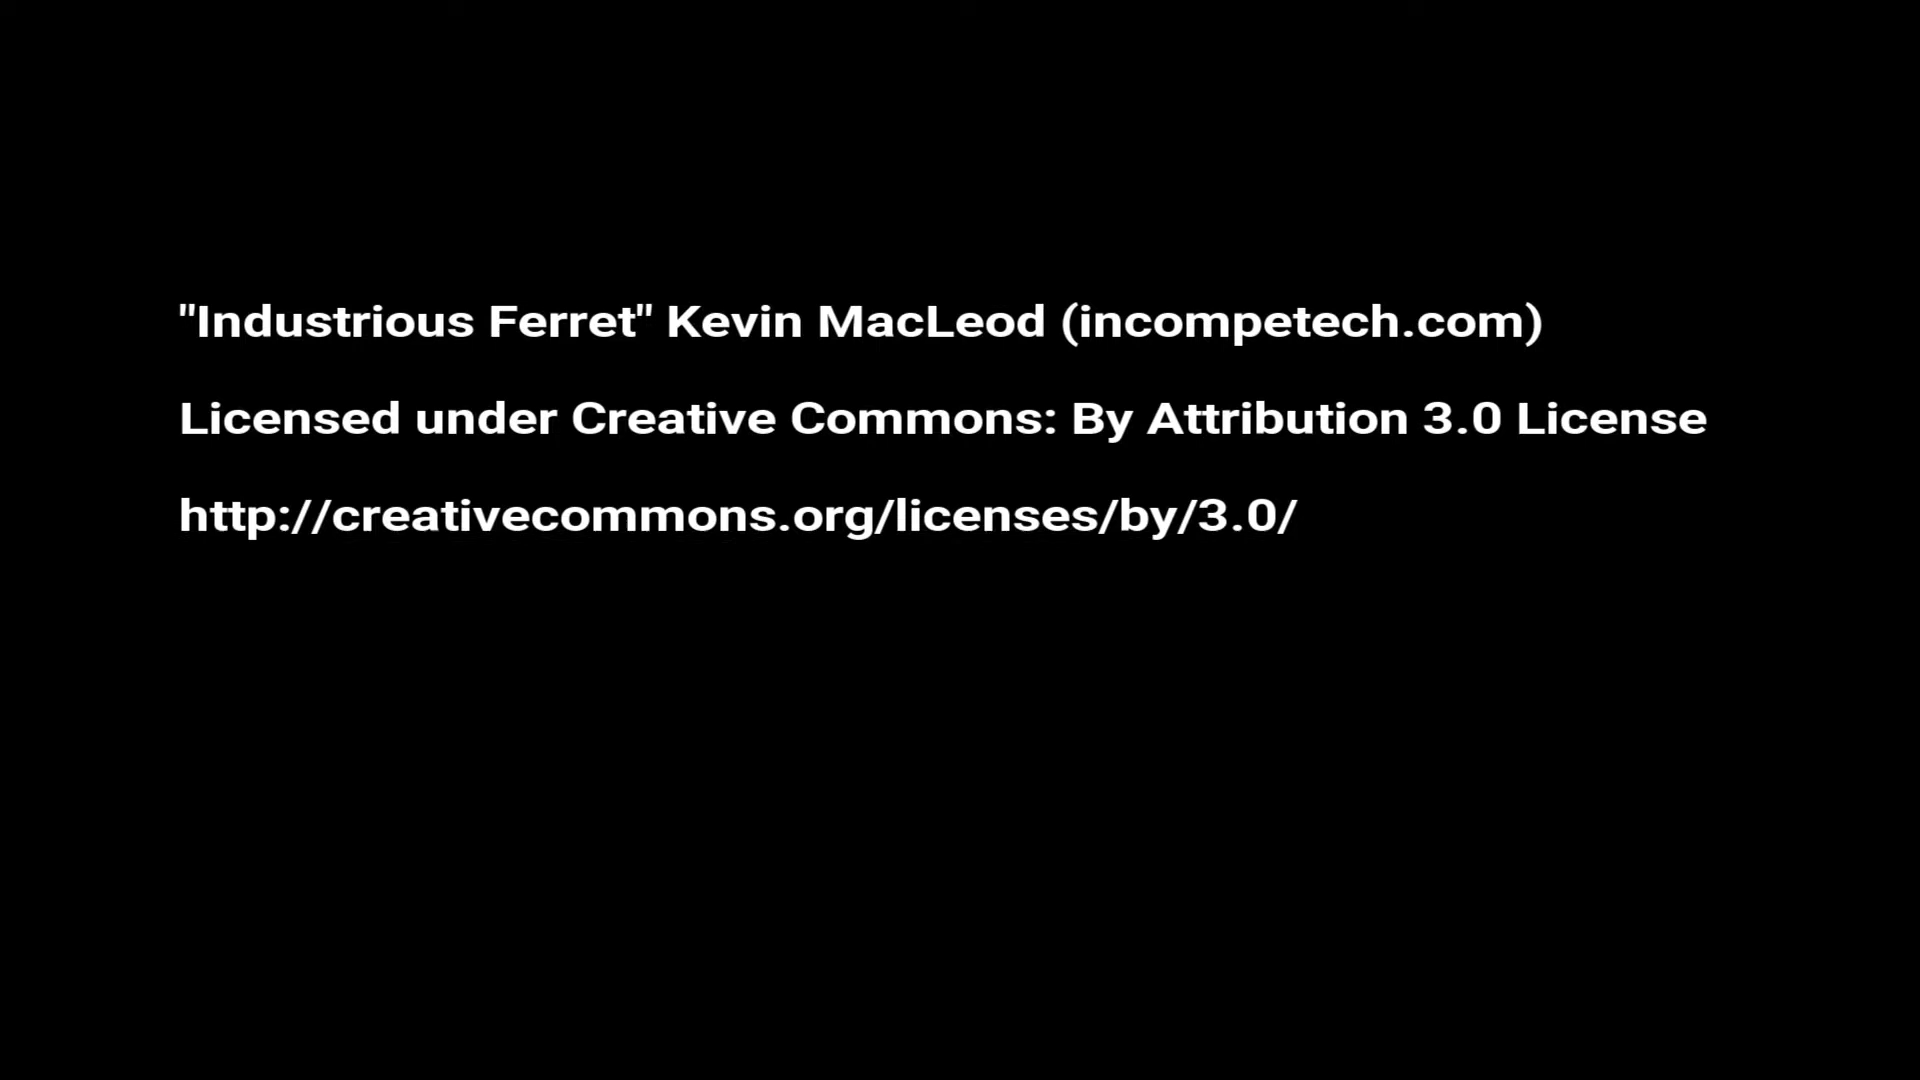 "Industrious Ferret" Kevin MacLeod (incompetech.com)
Licensed under Creative Commons: By Attribution 3.0 License
http://creativecommons.org/licenses/by/3.0/